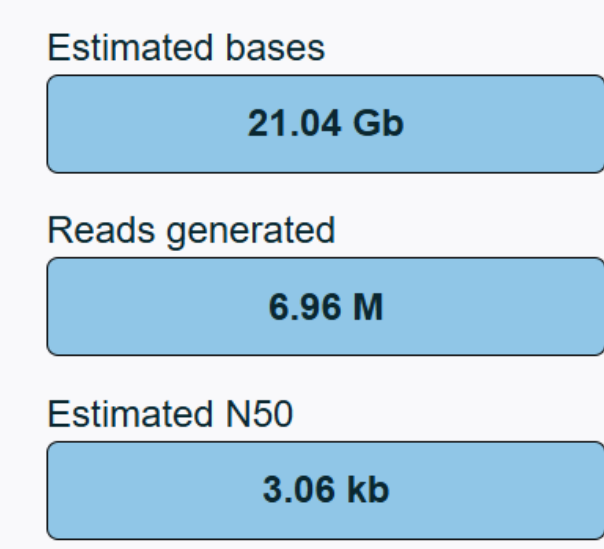 Estimated bases
21.04 Gb
Reads generated
6.96 M
Estimated N50
3.06 kb